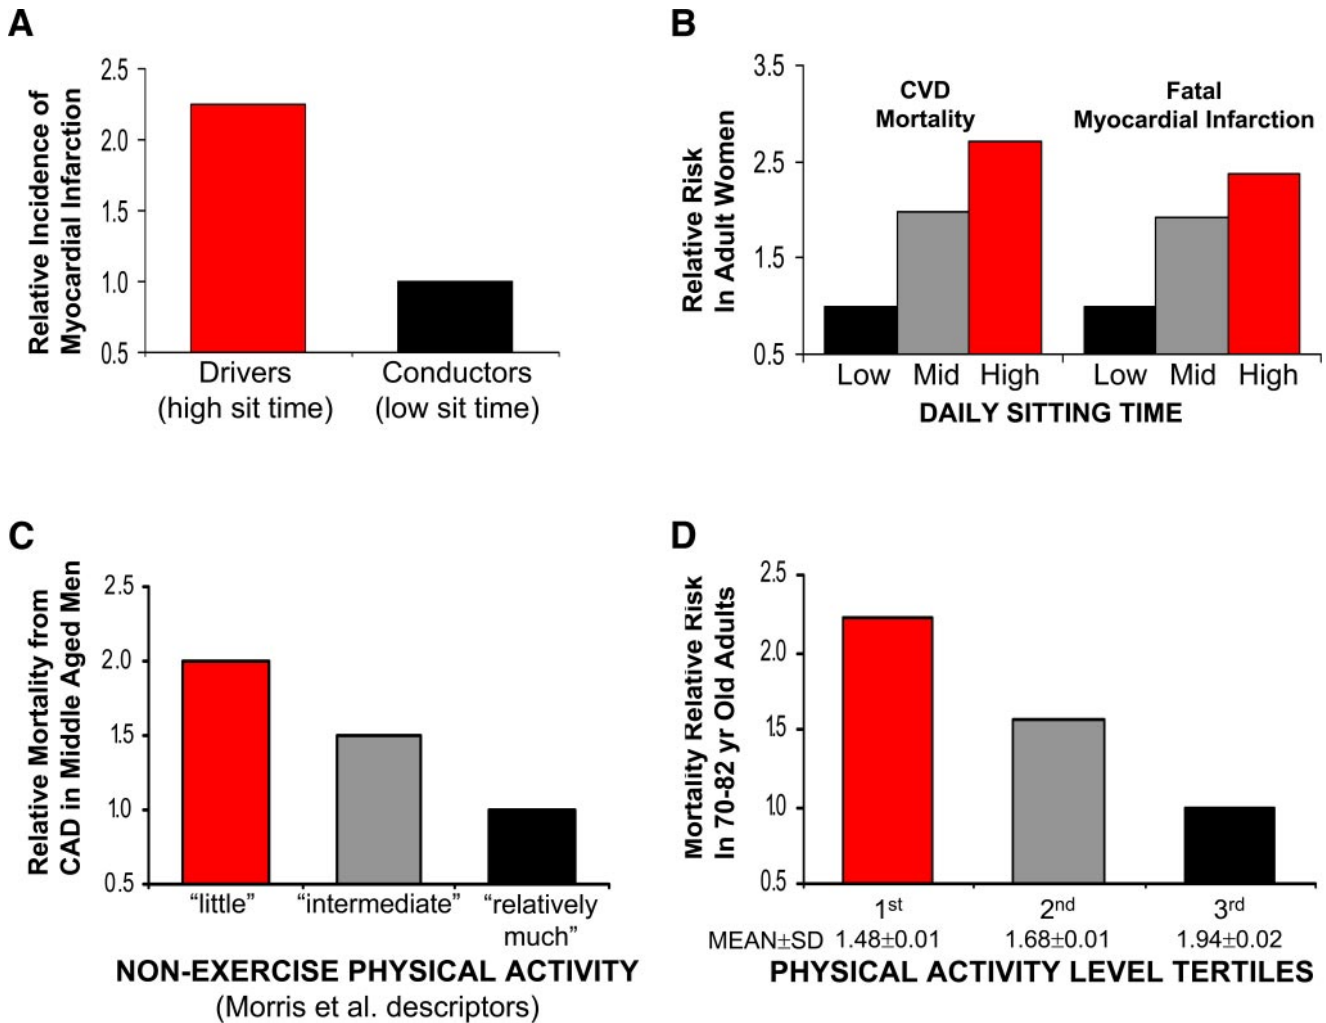 A
Relative Incidence of
Myocardial Infarction
2.5
2.0
1.5
1.0
0.5
Drivers
(high sit time)
Conductors
(low sit time)
B
Relative Risk
In Adult Women
3.5
2.5
1.5
0.5
CVD
Mortality
Fatal
Myocardial Infarction
Low Mid High Low Mid High
DAILY SITTING TIME
C
Relative Mortality from
CAD in Middle Aged Men
2.5
2.0
1.5
1.0
0.5
“little” “intermediate” “relatively
much”
NON-EXERCISE PHYSICAL ACTIVITY
(Morris et al. descriptors)
D
Mortality Relative Risk
In 70-82 yr Old Adults
2.5
2.0
1.5
1.0
0.5
1st 2nd 3rd
MEAN±SD 1.48±0.01 1.68±0.01 1.94±0.02
PHYSICAL ACTIVITY LEVEL TERTILES